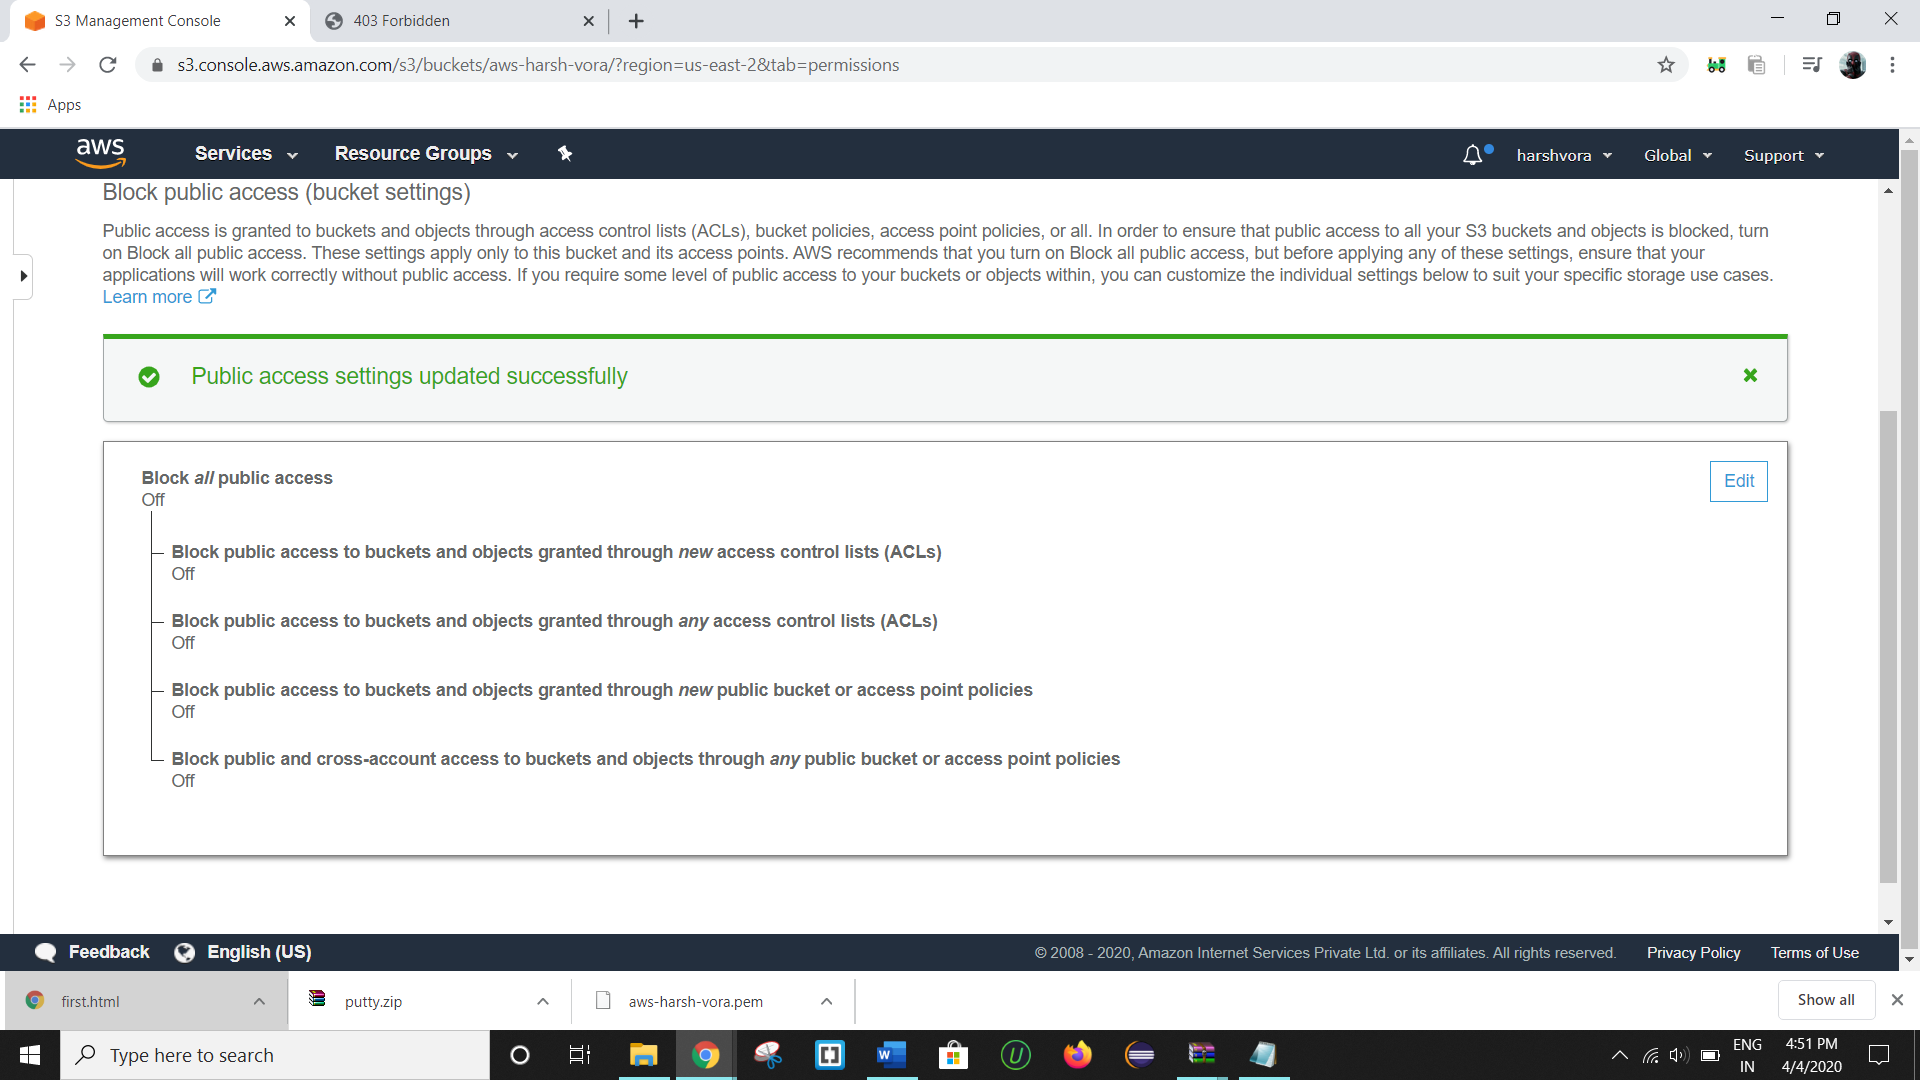 S3 Management Console
403 Forbidden
s3.console.aws.amazon.com/s3/buckets/aws-harsh-vora/?region=us-east-2&tab=permissions
Apps
aws
Services
Resource Groups
harshvora
Global
Support
Block public access (bucket settings)
Public access is granted to buckets and objects through access control lists (ACLs), bucket policies, access point policies, or all. In order to ensure that public access to all your S3 buckets and objects is blocked, turn
on Block all public access. These settings apply only to this bucket and its access points. AWS recommends that you turn on Block all public access, but before applying any of these settings, ensure that your
applications will work correctly without public access. If you require some level of public access to your buckets or objects within, you can customize the individual settings below to suit your specific storage use cases.
Learn more
Public access settings updated successfully
Block all public access
Off
Edit
Block public access to buckets and objects granted through new access control lists (ACLs)
Off
Block public access to buckets and objects granted through any access control lists (ACLs)
Off
Block public access to buckets and objects granted through new public bucket or access point policies
Off
Block public and cross-account access to buckets and objects through any public bucket or access point policies
Off
Feedback
English (US)
© 2008 - 2020, Amazon Internet Services Private Ltd. or its affiliates. All rights reserved.
Privacy Policy
Terms of Use
first.html
putty.zip
aws-harsh-vora.pem
Show all
Type here to search
ENG
IN
4:51 PM
4/4/2020